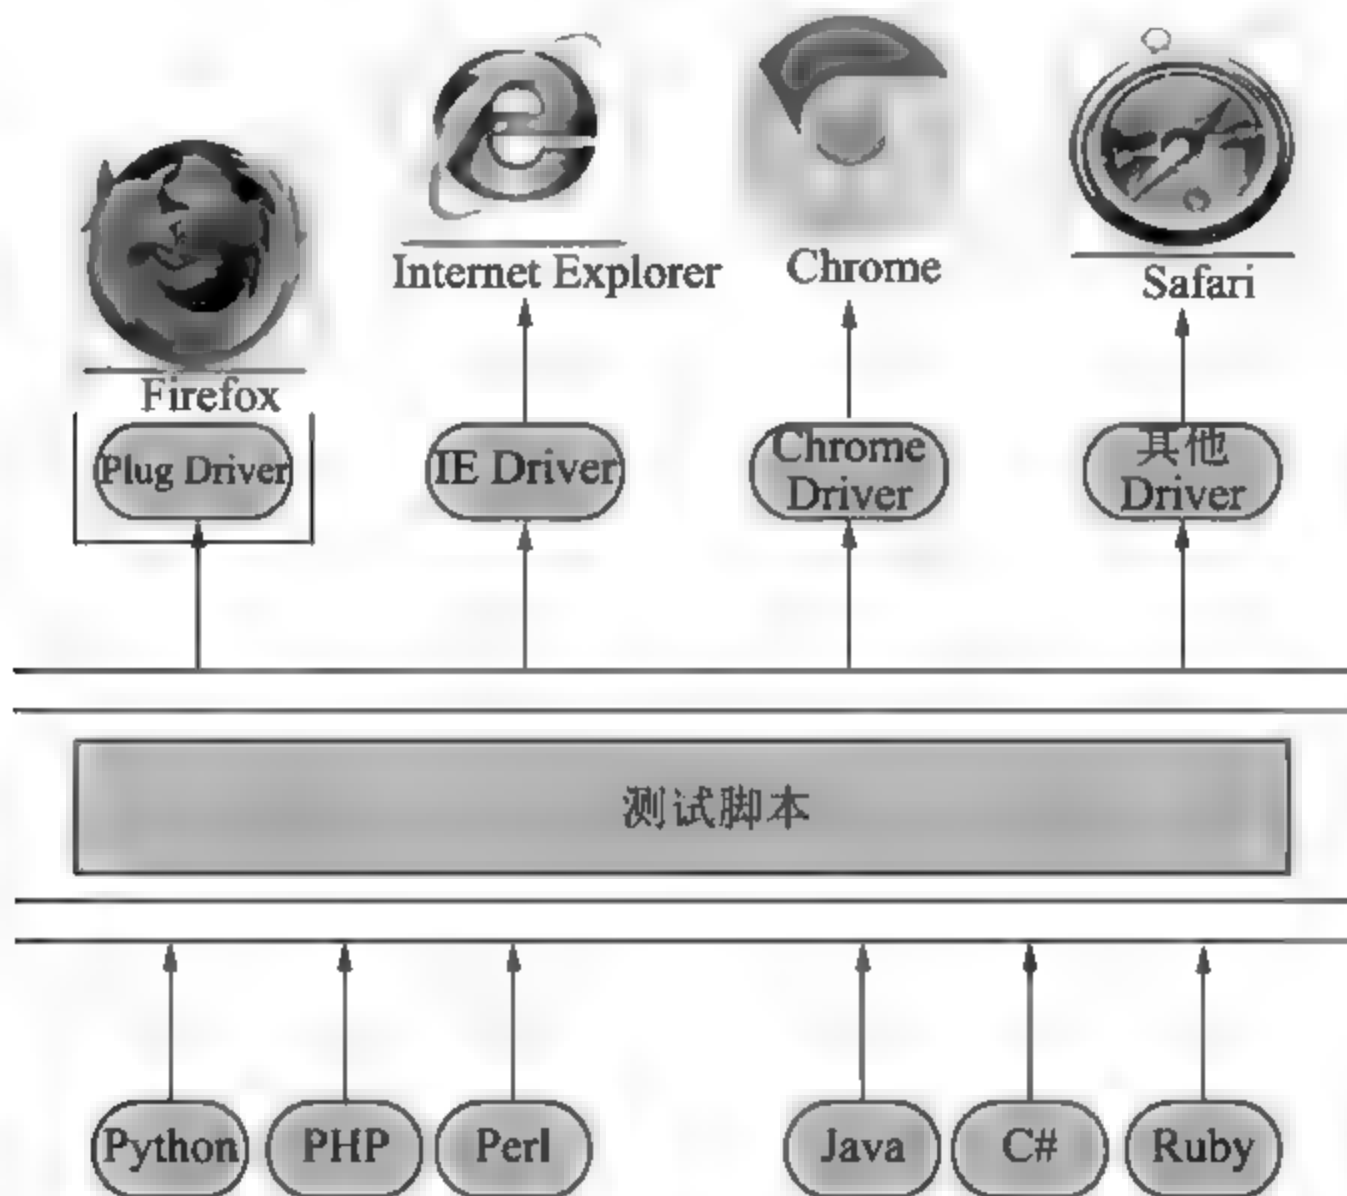 Internet Explorer
Chrome
Safari
Firefox
Plug Driver
IE Driver
Chrome
Driver
其他
Driver
测试脚本
Python
PHP
Perl
Java
C#
Ruby